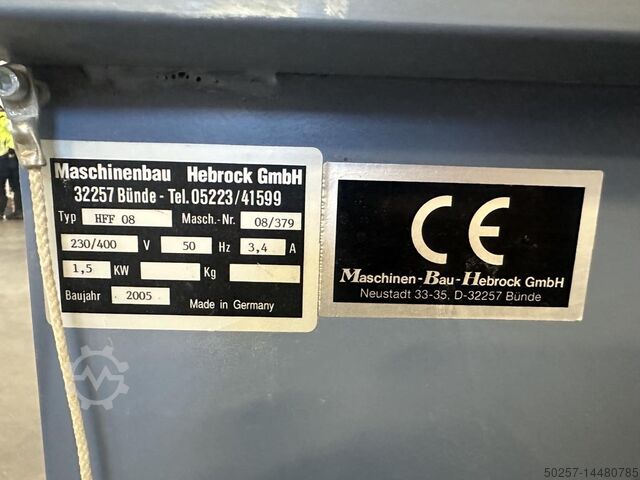 Maschinenbau Hebrock GmbH
32257 Bünde - Tel. 05223/41599
Typ HFF 08 Masch.-Nr. 08/379
230/400 V 50 Hz 3,4 A
1,5 KW Kg
Baujahr 2005 Made in Germany
CE
Maschinen-Bau-Hebrock GmbH
Neustadt 33-35, D-32257 Bünde
50257-14480785